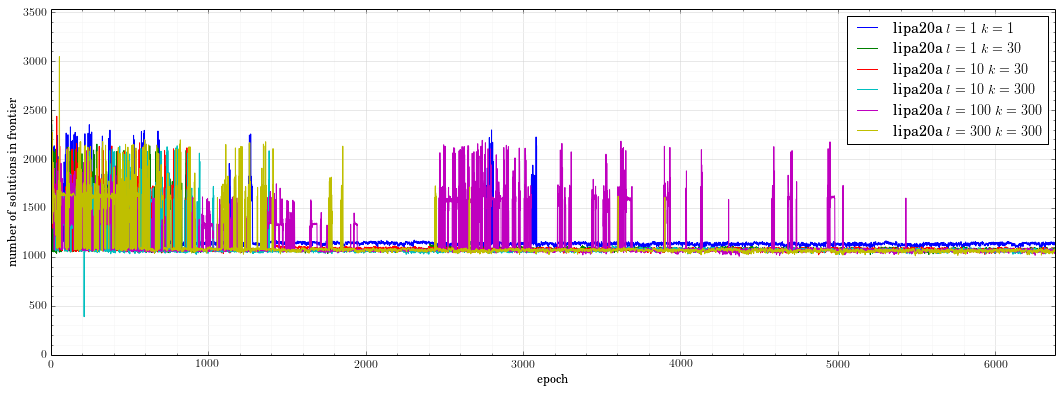 3500
3000
2500
2000
1500
1000
500
0
number of solutions in frontier
0
1000
2000
3000
4000
5000
6000
epoch
lipa20a l = 1 k = 1
lipa20a l = 1 k = 30
lipa20a l = 10 k = 30
lipa20a l = 10 k = 300
lipa20a l = 100 k = 300
lipa20a l = 300 k = 300